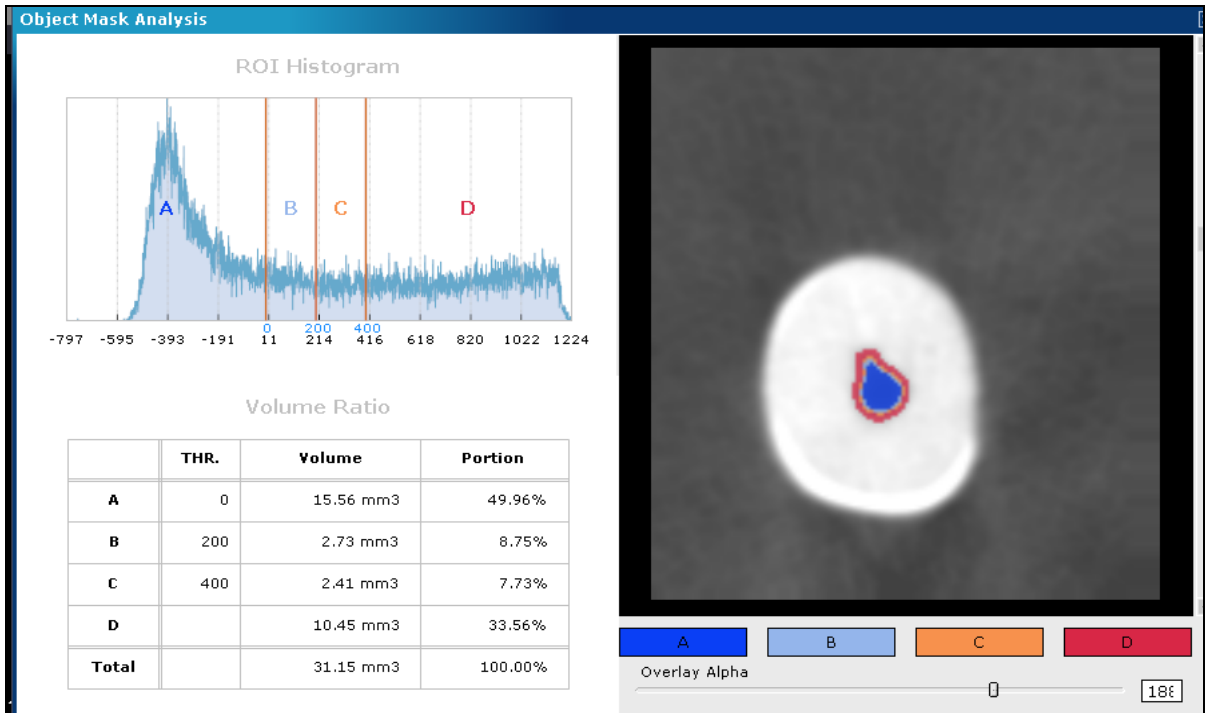 Object Mask Analysis
ROI Histogram
A B C D
0 200 400
-797 -595 -393 -191 11 214 416 618 820 1022 1224
Volume Ratio
THR. Volume Portion
A 0 15.56 mm3 49.96%
B 200 2.73 mm3 8.75%
C 400 2.41 mm3 7.73%
D 10.45 mm3 33.56%
Total 31.15 mm3 100.00%
A B C D
Overlay Alpha